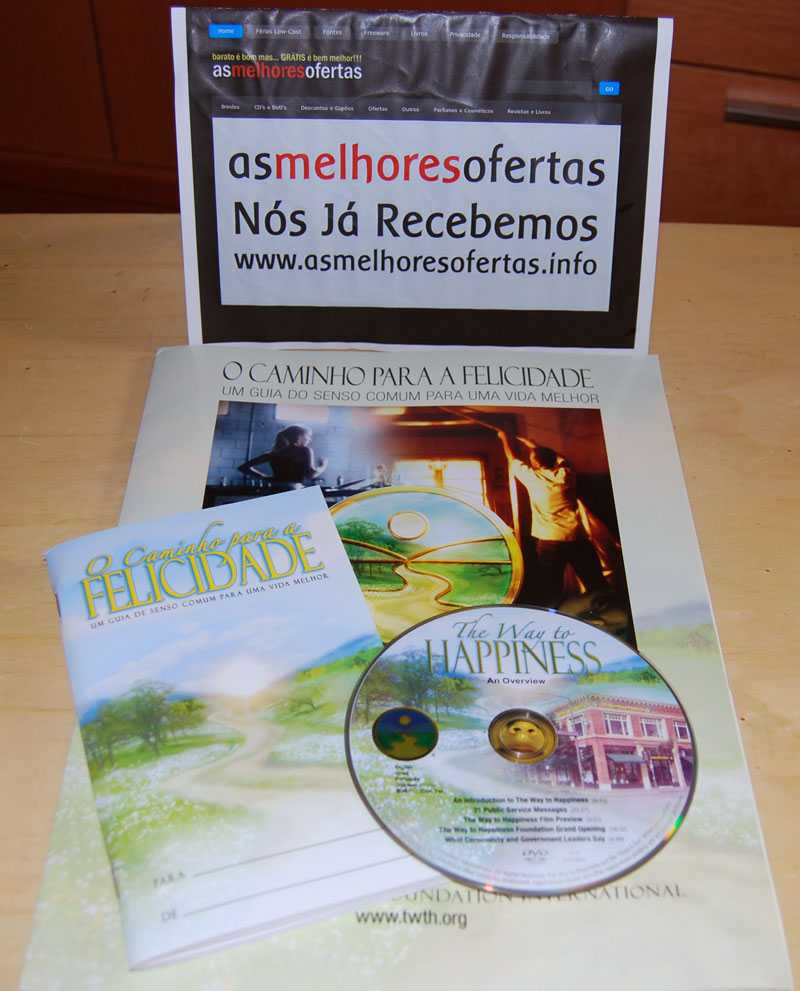 Home Férias Low-Cost Fontes Freeware Livros Privacidade Responsabilidade
barato é bom mas... GRÁTIS é bem melhor!!!
asmelhoresofertas
GO
Brindes CD's e DVD's Descontos e Cupões Ofertas Outros Perfumes e Cosméticos Revistas e Livros
asmelhoresofertas
Nós Já Recebemos
www.asmelhoresofertas.info
O CAMINHO PARA A FELICIDADE
UM GUIA DO SENSO COMUM PARA UMA VIDA MELHOR
O Caminho para a
FELICIDADE
UM GUIA DE SENSO COMUM PARA UMA VIDA MELHOR
PARA
DE
The Way to
HAPPINESS
An Overview
English
Português
An Introduction to The Way to Happiness
21 Public Service Messages
The Way to Happiness Film Preview
The Way to Happiness Foundation Grand Opening
What Community and Government Leaders Say
DVD
FOUNDATION INTERNATIONAL
www.twth.org